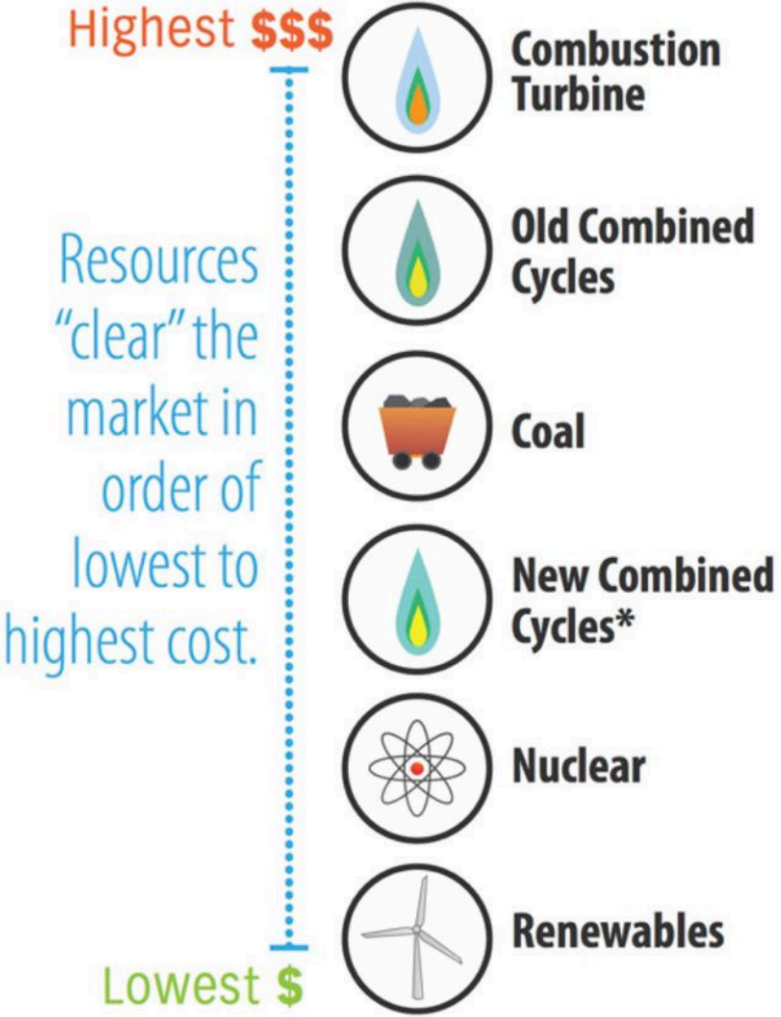 Highest $$$
Combustion
Turbine
Old Combined
Cycles
Resources
“clear” the
market in
order of
lowest to
highest cost.
Coal
New Combined
Cycles*
Nuclear
Renewables
Lowest $